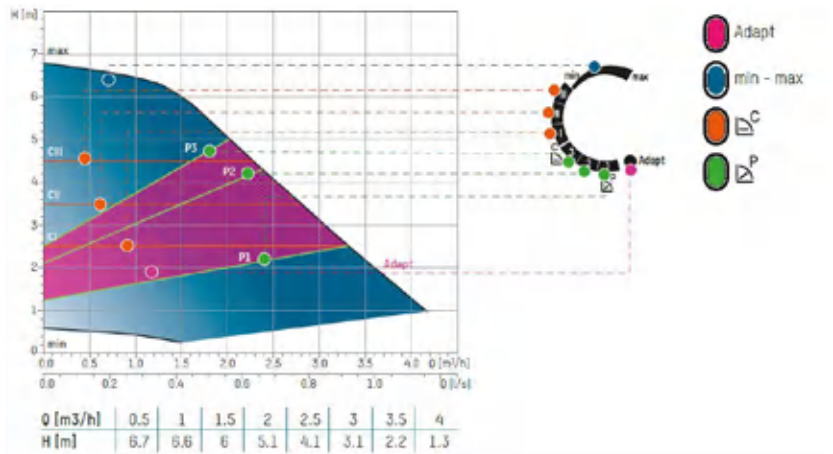 H [m]
7
6
5
4
3
2
1
0
max
CIII
CII
CI
min
P3
P2
P1
Adapt
0.0 0.5 1.0 1.5 2.0 2.5 3.0 3.5 4.0 Q [m³/h]
0.0 0.2 0.4 0.6 0.8 1.0 Q [l/s]
min
max
C
P
Adapt
Adapt
min - max
C
P
Q [m3/h] 0.5 1 1.5 2 2.5 3 3.5 4
H [m] 6.7 6.6 6 5.1 4.1 3.1 2.2 1.3